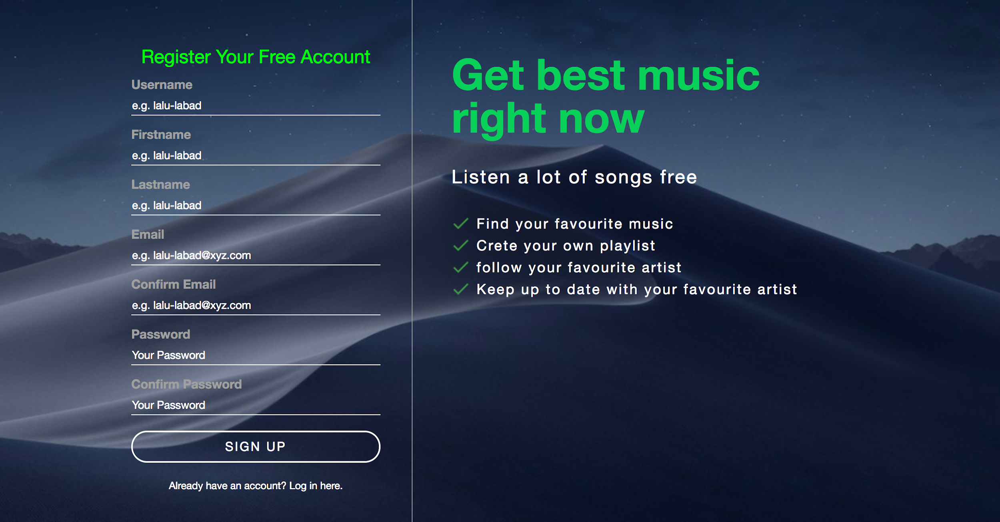 Register Your Free Account
Username
e.g. lalu-labad
Firstname
e.g. lalu-labad
Lastname
e.g. lalu-labad
Email
e.g. lalu-labad@xyz.com
Confirm Email
e.g. lalu-labad@xyz.com
Password
Your Password
Confirm Password
Your Password
SIGN UP
Already have an account? Log in here.
Get best music
right now
Listen a lot of songs free
Find your favourite music
Crete your own playlist
follow your favourite artist
Keep up to date with your favourite artist